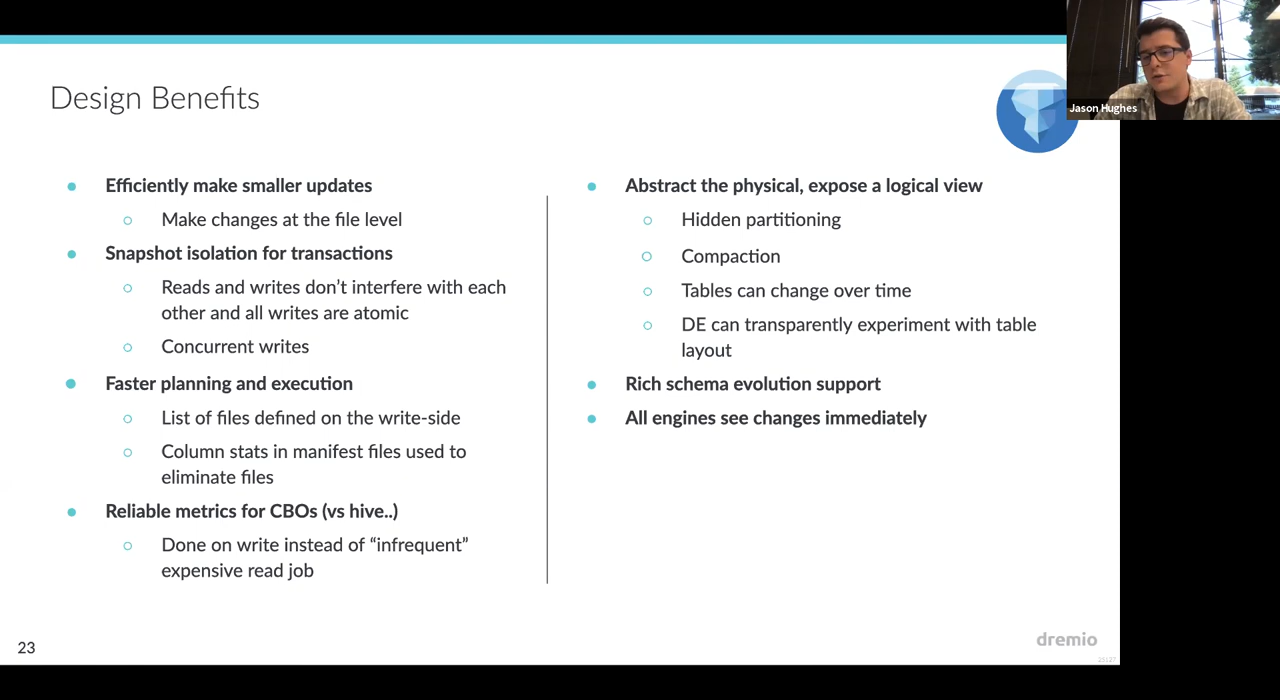 Design Benefits
Jason Hughes
Efficiently make smaller updates
Make changes at the file level
Snapshot isolation for transactions
Reads and writes don't interfere with each
other and all writes are atomic
Concurrent writes
Faster planning and execution
List of files defined on the write-side
Column stats in manifest files used to
eliminate files
Reliable metrics for CBOs (vs hive..)
Done on write instead of “infrequent”
expensive read job
Abstract the physical, expose a logical view
Hidden partitioning
Compaction
Tables can change over time
DE can transparently experiment with table
layout
Rich schema evolution support
All engines see changes immediately
23
dremio